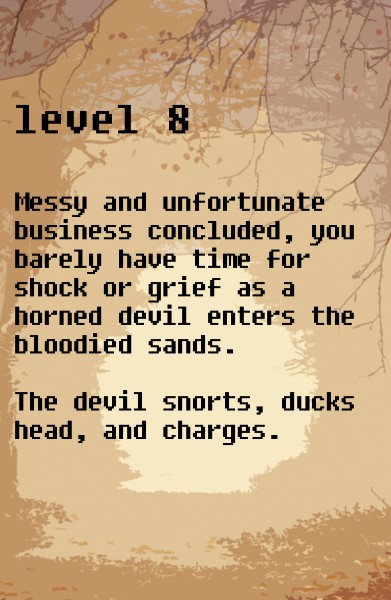 level 8
Messy and unfortunate
business concluded, you
barely have time for
shock or grief as a
horned devil enters the
bloodied sands.
The devil snorts, ducks
head, and charges.